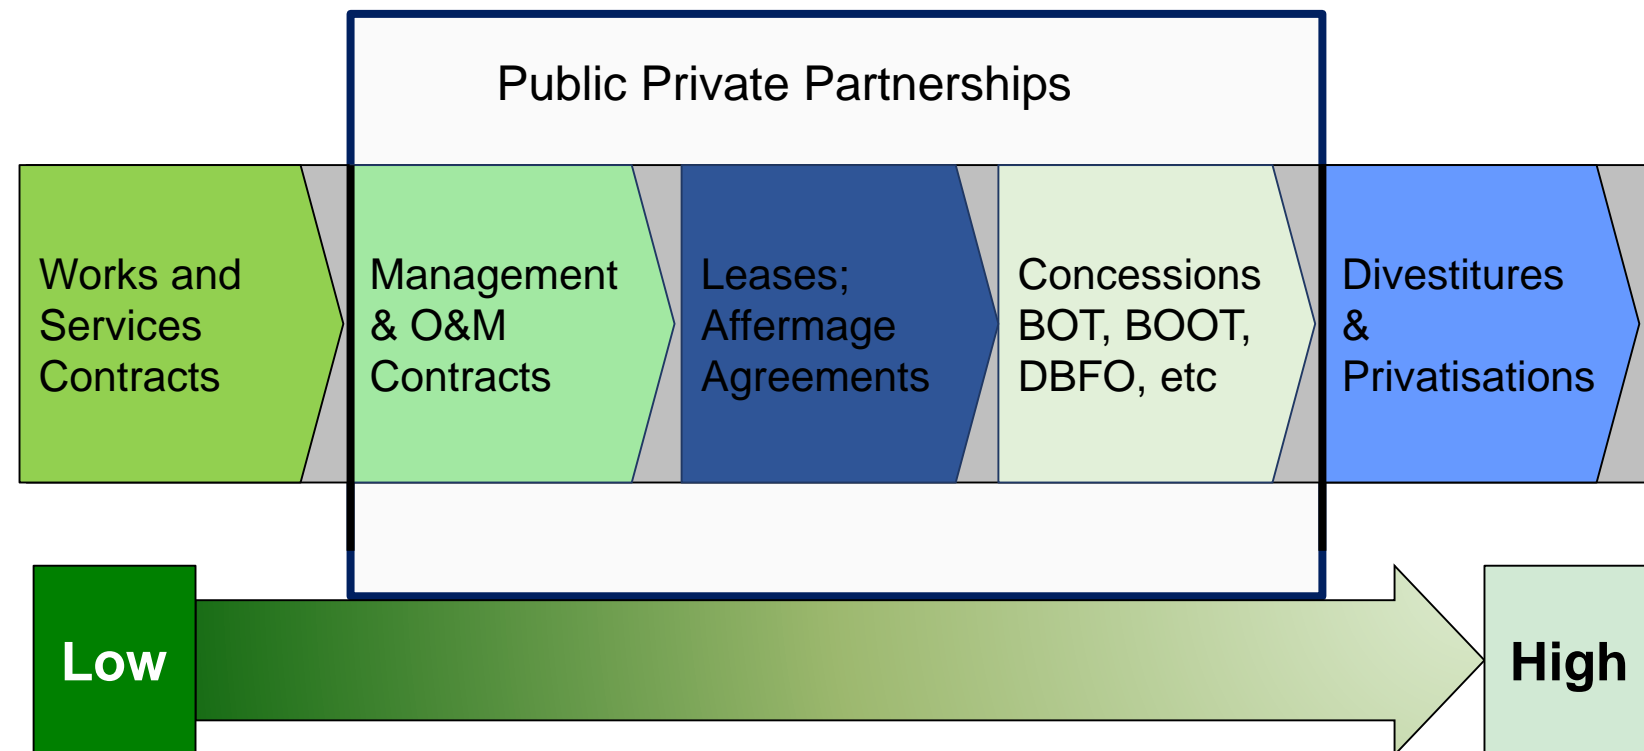 Public Private Partnerships
Works and
Services
Contracts
Management
& O&M
Contracts
Leases;
Affermage
Agreements
Concessions
BOT, BOOT,
DBFO, etc
Divestitures
&
Privatisations
Low
High